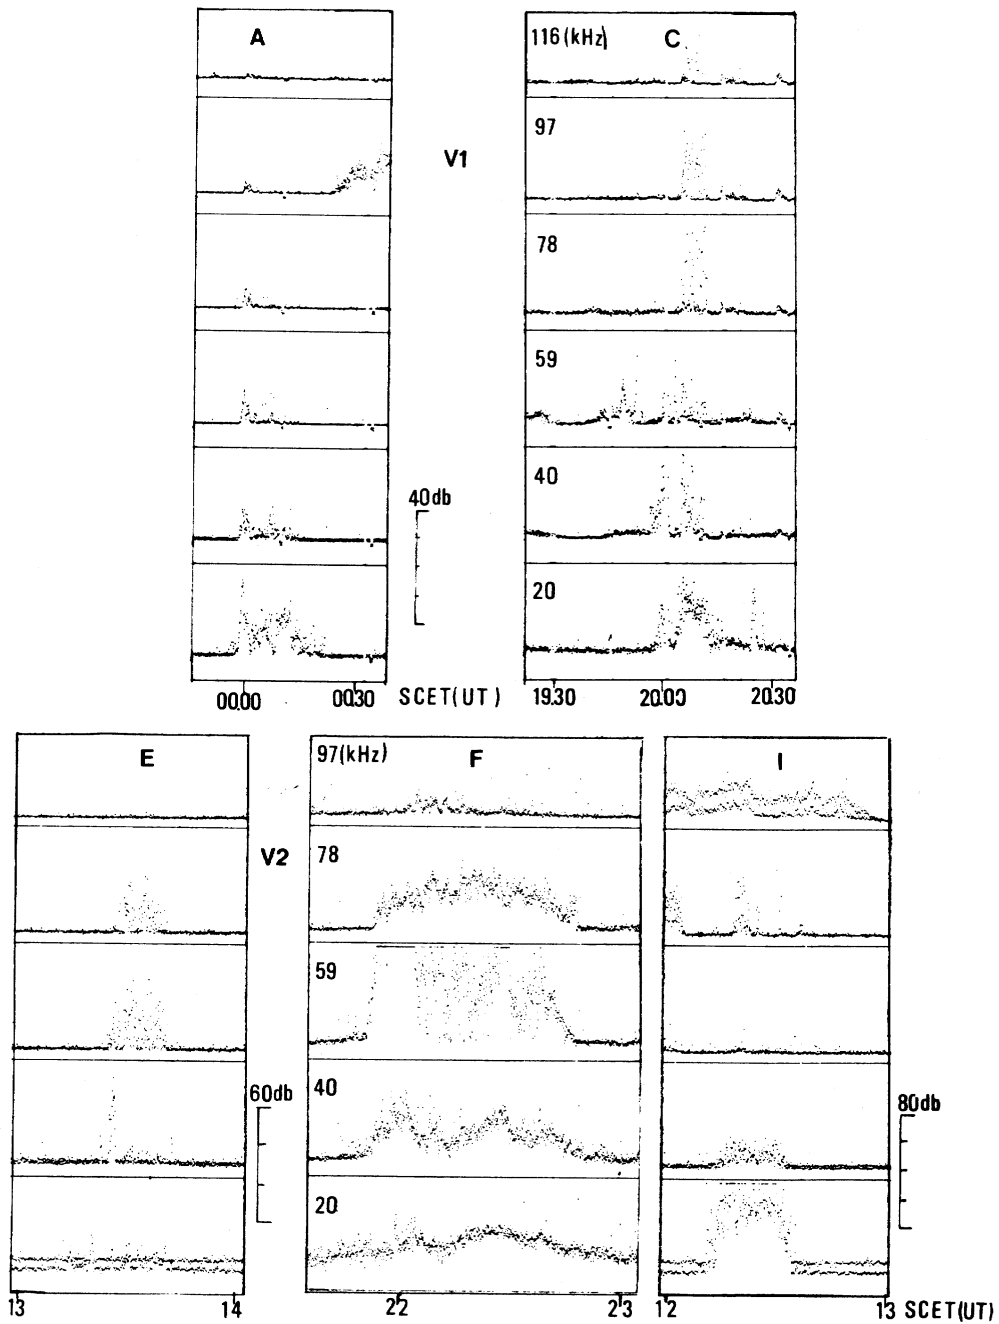 A
116 (kHz) C
97
V1
78
59
40
40db
20
00.00 00.30 SCET(UT) 19.30 20.00 20.30
E 97(kHz) F I
V2 78
59
60db 40 80db
20
13 14 22 23 12 13 SCET(UT)